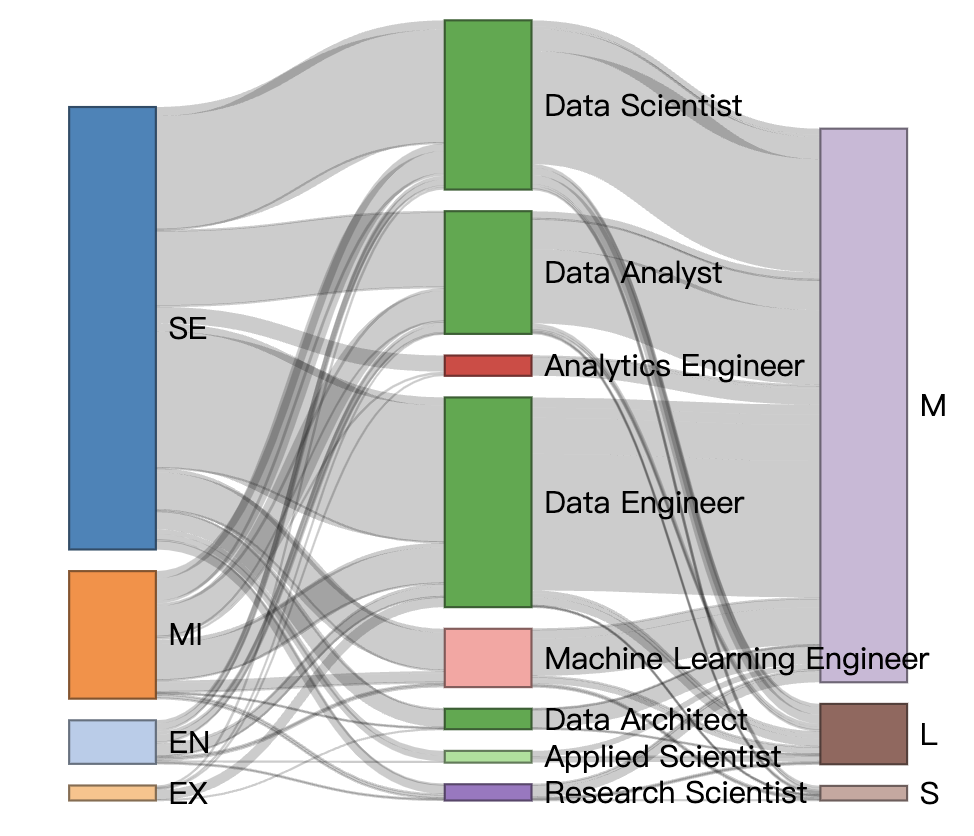 SE
MI
EN
EX
Data Scientist
Data Analyst
Analytics Engineer
Data Engineer
Machine Learning Engineer
Data Architect
Applied Scientist
Research Scientist
M
L
S